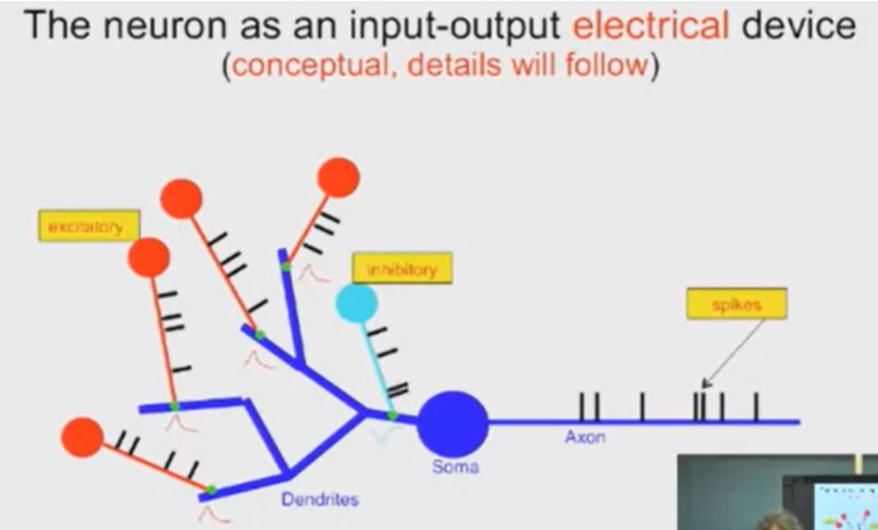 The neuron as an input-output electrical device
(conceptual, details will follow)
excitatory
inhibitory
spikes
Axon
Soma
Dendrites